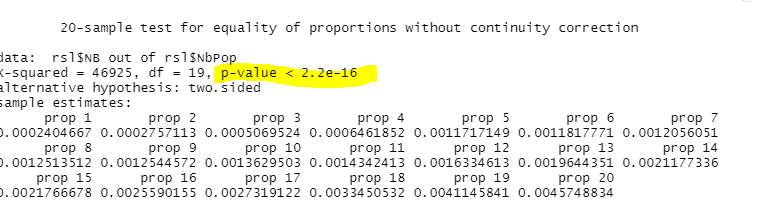 20-sample test for equality of proportions without continuity correction
data: rsl$NB out of rsl$NbPop
X-squared = 46925, df = 19, p-value < 2.2e-16
alternative hypothesis: two.sided
sample estimates:
prop 1 prop 2 prop 3 prop 4 prop 5 prop 6 prop 7
0.0002404667 0.0002757113 0.0005069524 0.0006461852 0.0011717149 0.0011817771 0.0012056051
prop 8 prop 9 prop 10 prop 11 prop 12 prop 13 prop 14
0.0012513512 0.0012544572 0.0013629503 0.0014342413 0.0016334613 0.0019644351 0.0021177336
prop 15 prop 16 prop 17 prop 18 prop 19 prop 20
0.0021766678 0.0025590155 0.0027319122 0.0033450532 0.0041145841 0.0045748834